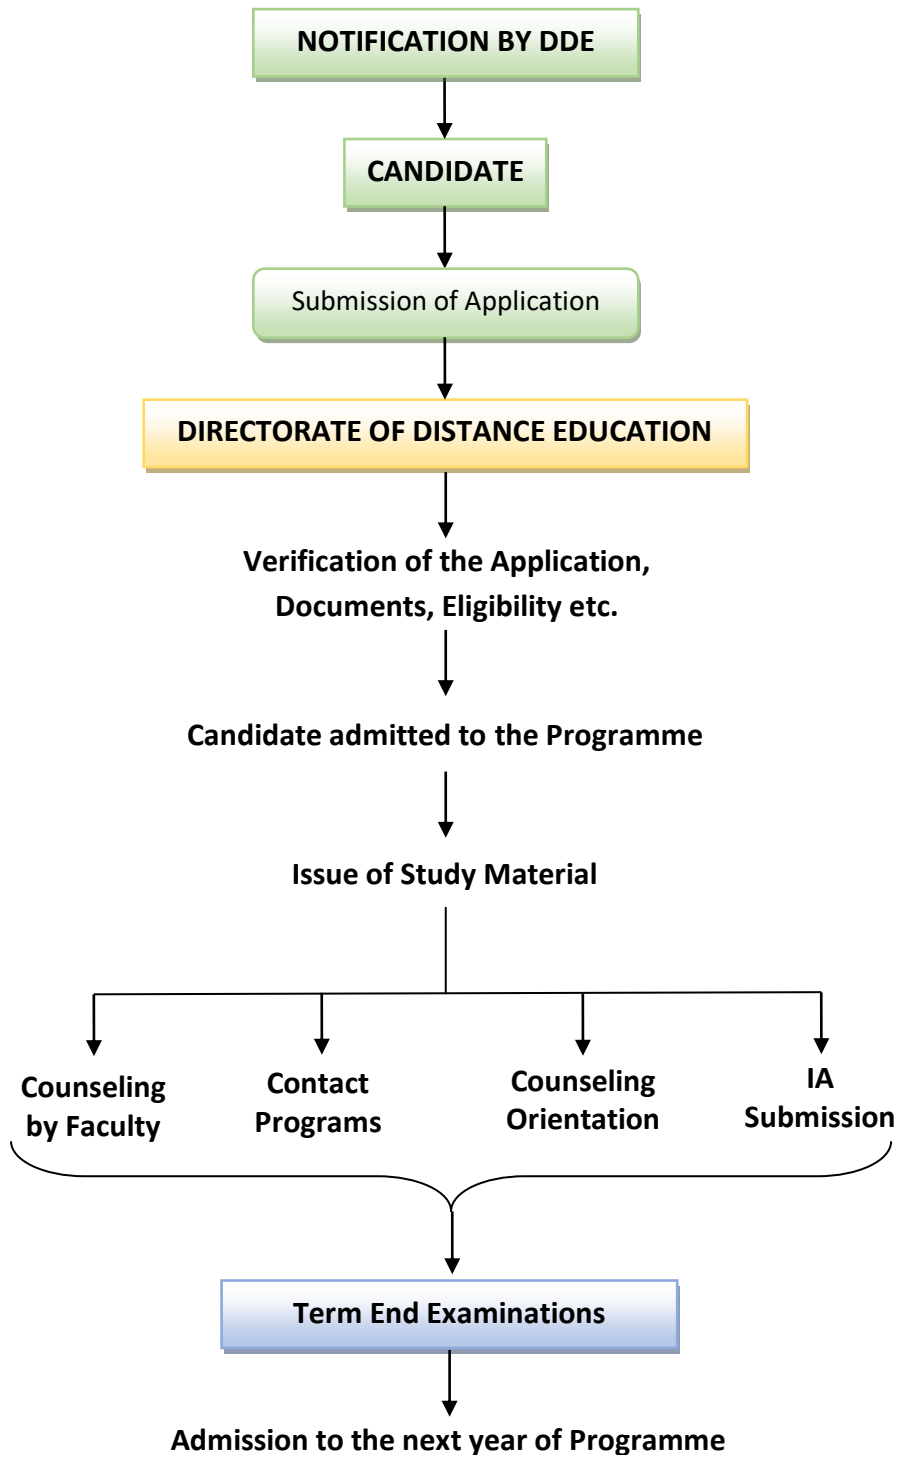 NOTIFICATION BY DDE
CANDIDATE
Submission of Application
DIRECTORATE OF DISTANCE EDUCATION
Verification of the Application,
Documents, Eligibility etc.
Candidate admitted to the Programme
Issue of Study Material
Counseling
by Faculty
Contact
Programs
Counseling
Orientation
IA
Submission
Term End Examinations
Admission to the next year of Programme